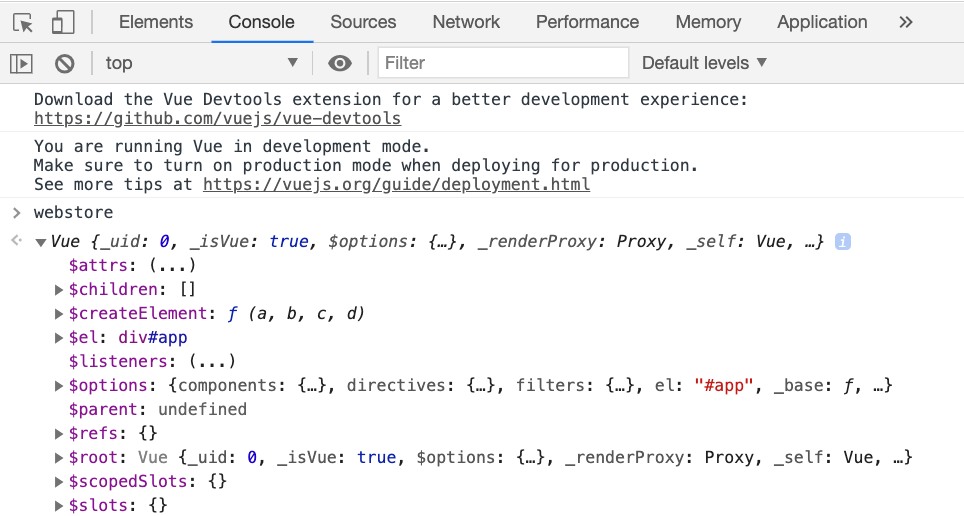 Elements Console Sources Network Performance Memory Application »
top ▼ Filter Default levels ▼
Download the Vue Devtools extension for a better development experience:
https://github.com/vuejs/vue-devtools
You are running Vue in development mode.
Make sure to turn on production mode when deploying for production.
See more tips at https://vuejs.org/guide/deployment.html
> webstore
▼Vue {_uid: 0, _isVue: true, $options: {…}, _renderProxy: Proxy, _self: Vue, …} i
$attrs: (...)
▶$children: []
▶$createElement: ƒ (a, b, c, d)
▶$el: div#app
$listeners: (...)
▶$options: {components: {…}, directives: {…}, filters: {…}, el: "#app", _base: ƒ, …}
$parent: undefined
▶$refs: {}
▶$root: Vue {_uid: 0, _isVue: true, $options: {…}, _renderProxy: Proxy, _self: Vue, …}
▶$scopedSlots: {}
▶$slots: {}